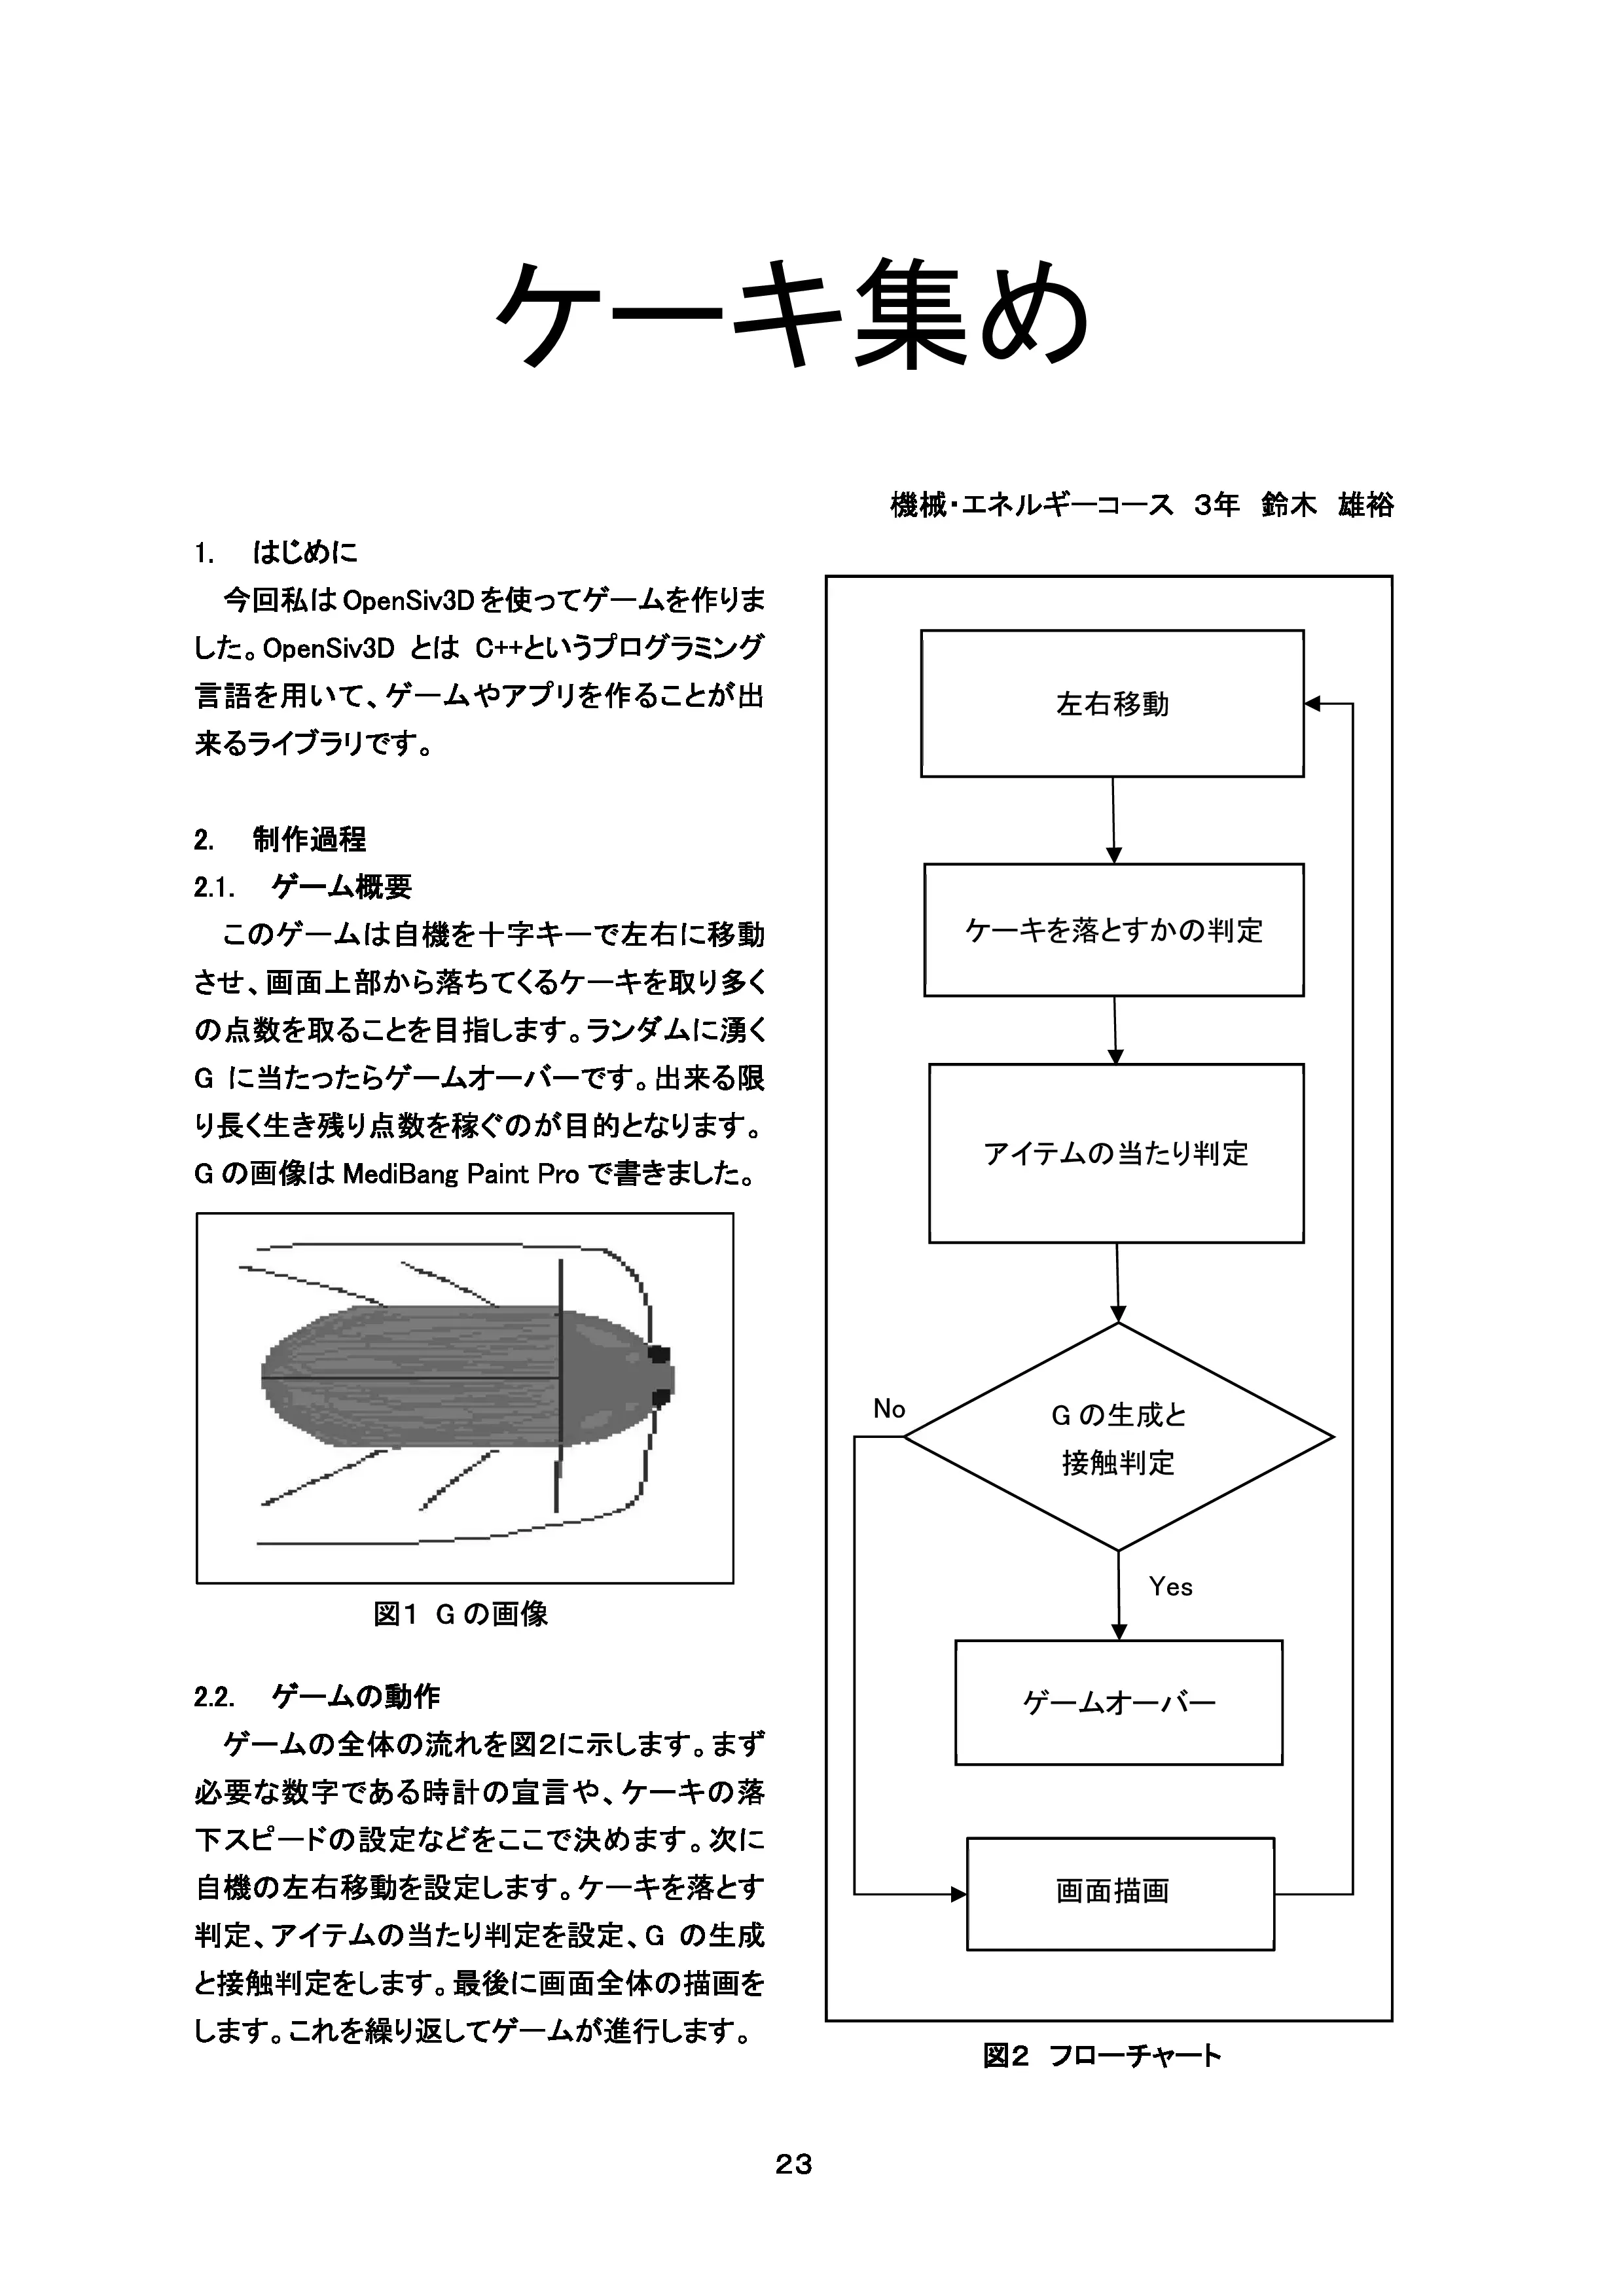 ケーキ集め
機械・エネルギーコース　3年　鈴木　雄裕
1.　はじめに
　今回私は OpenSiv3D を使ってゲームを作りま
した。OpenSiv3D とは C++というプログラミング
言語を用いて、ゲームやアプリを作ることが出
来るライブラリです。
2.　制作過程
2.1.　ゲーム概要
　このゲームは自機を十字キーで左右に移動
させ、画面上部から落ちてくるケーキを取り多く
の点数を取ることを目指します。ランダムに湧く
G に当たったらゲームオーバーです。出来る限
り長く生き残り点数を稼ぐのが目的となります。
G の画像は MediBang Paint Pro で書きました。
図1 G の画像
2.2.　ゲームの動作
　ゲームの全体の流れを図2に示します。まず
必要な数字である時計の宣言や、ケーキの落
下スピードの設定などをここで決めます。次に
自機の左右移動を設定します。ケーキを落とす
判定、アイテムの当たり判定を設定、G の生成
と接触判定をします。最後に画面全体の描画を
します。これを繰り返してゲームが進行します。
左右移動
ケーキを落とすかの判定
アイテムの当たり判定
No
G の生成と
接触判定
Yes
ゲームオーバー
画面描画
図2　フローチャート
23